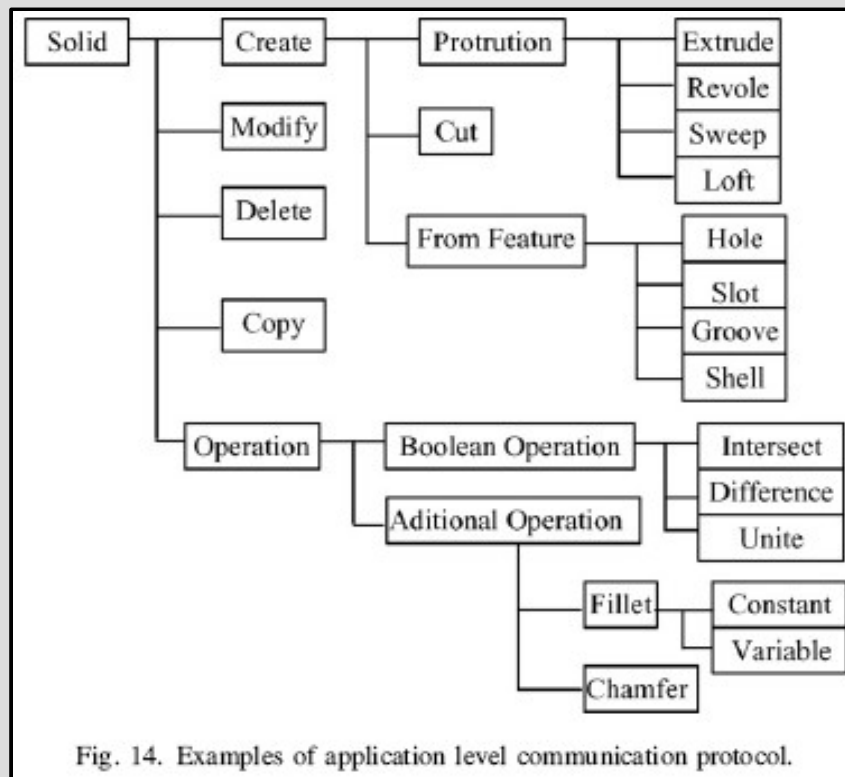 Solid
Create
Protrution
Extrude
Revole
Modify
Cut
Sweep
Loft
Delete
From Feature
Hole
Slot
Copy
Groove
Shell
Operation
Boolean Operation
Intersect
Difference
Aditional Operation
Unite
Fillet
Constant
Variable
Chamfer
Fig. 14. Examples of application level communication protocol.